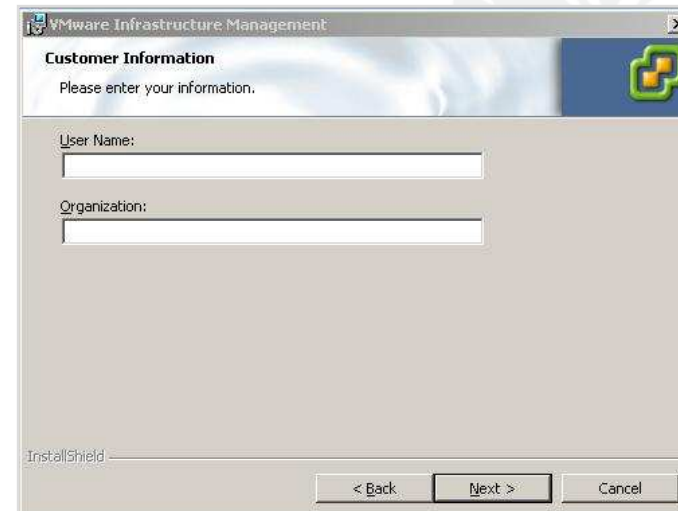 VMware Infrastructure Management
Customer Information
Please enter your information.
User Name:
Organization:
InstallShield
< Back Next > Cancel